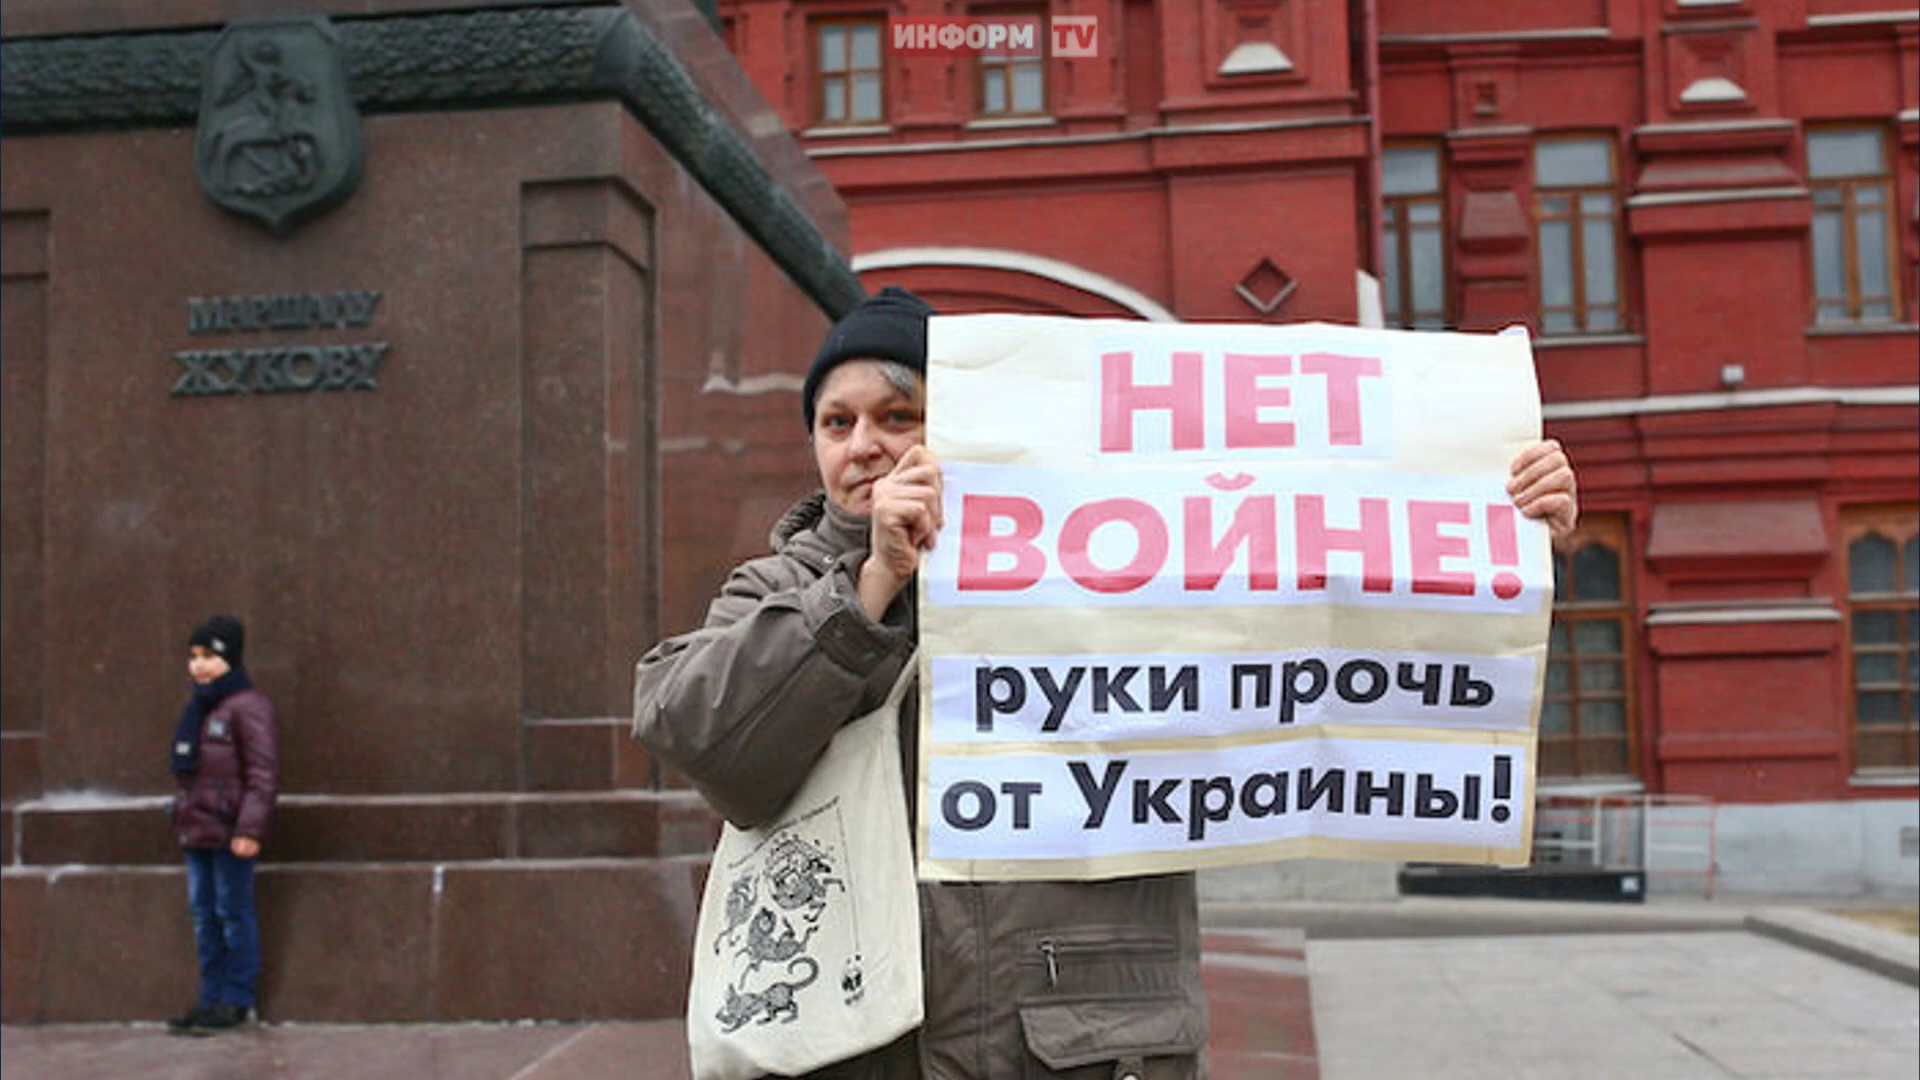 ИНФОРМ TV
МАРШАЛУ
ЖУКОВУ
НЕТ
ВОЙНЕ!
руки прочь
от Украины!